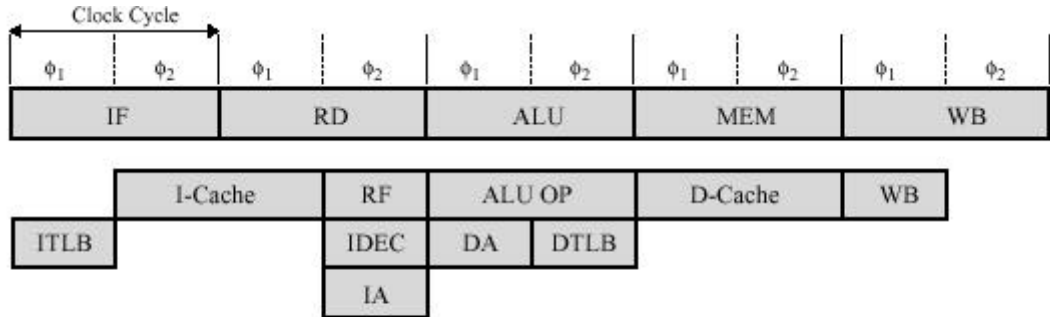 Clock Cycle
ϕ1 ϕ2 ϕ1 ϕ2 ϕ1 ϕ2 ϕ1 ϕ2 ϕ1 ϕ2
IF RD ALU MEM WB
I-Cache RF ALU OP D-Cache WB
ITLB IDEC DA DTLB
IA